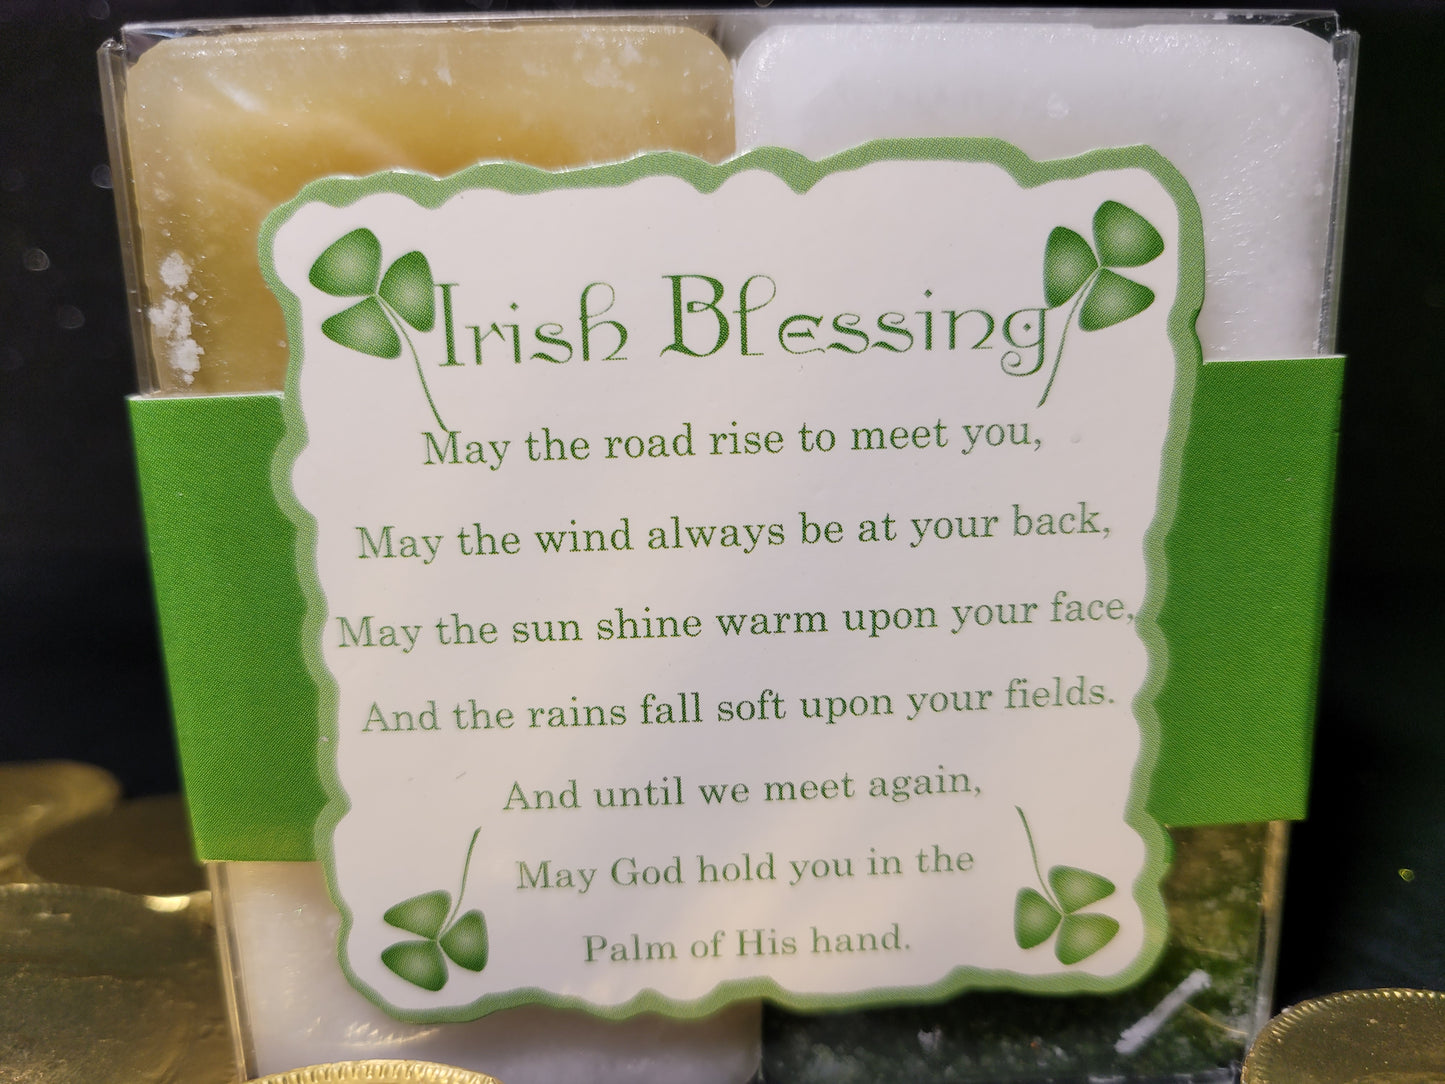 Irish Blessing
May the road rise to meet you,
May the wind always be at your back,
May the sun shine warm upon your face,
And the rains fall soft upon your fields.
And until we meet again,
May God hold you in the
Palm of His hand.